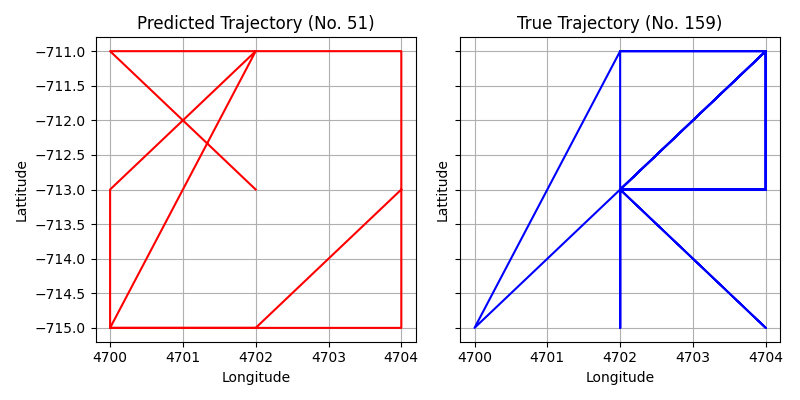 Predicted Trajectory (No. 51)
True Trajectory (No. 159)
−711.0
−711.5
−712.0
−712.5
−713.0
−713.5
−714.0
−714.5
−715.0
Lattitude
Lattitude
4700 4701 4702 4703 4704
4700 4701 4702 4703 4704
Longitude
Longitude